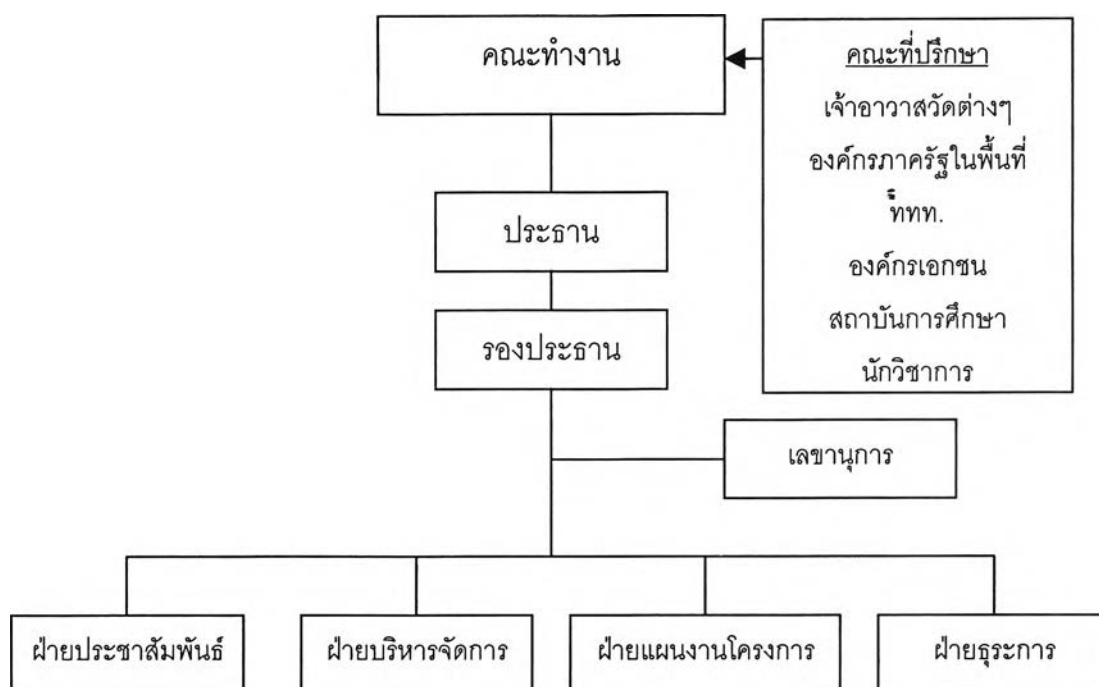 คณะทำงาน
คณะที่ปรึกษา
เจ้าอาวาสวัดต่างๆ
องค์กรภาครัฐในพื้นที่
ททท.
องค์กรเอกชน
สถาบันการศึกษา
นักวิชาการ
ประธาน
รองประธาน
เลขานุการ
ฝ่ายประชาสัมพันธ์
ฝ่ายบริหารจัดการ
ฝ่ายแผนงานโครงการ
ฝ่ายธุระการ